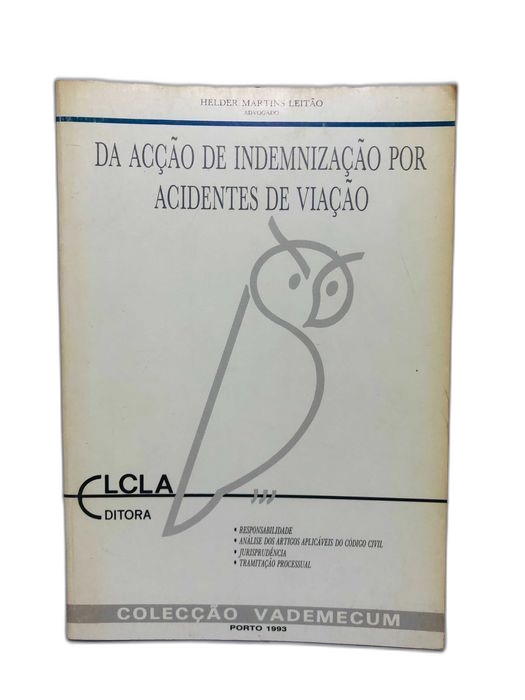 HELDER MARTINS LEITÃO
ADVOGADO
DA ACÇÃO DE INDEMNIZAÇÃO POR
ACIDENTES DE VIAÇÃO
ELCLA
EDITORA
• RESPONSABILIDADE
• ANÁLISE DOS ARTIGOS APLICÁVEIS DO CÓDIGO CIVIL
• JURISPRUDÊNCIA
• TRAMITAÇÃO PROCESSUAL
COLECÇÃO VADEMECUM
PORTO 1993